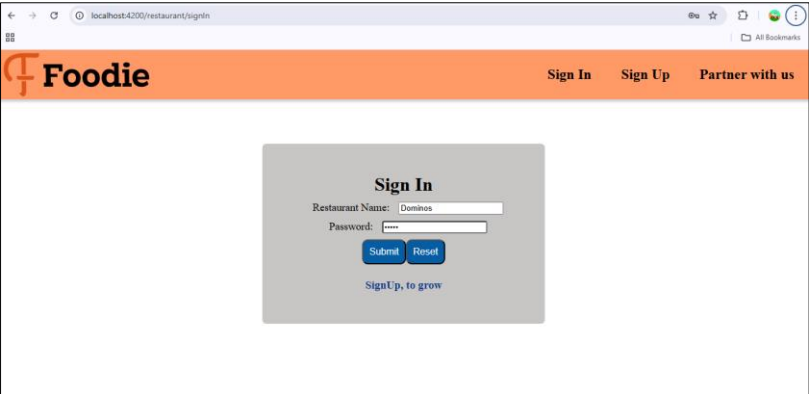 localhost:4200/restaurant/signIn
All Bookmarks
Foodie
Sign In Sign Up Partner with us
Sign In
Restaurant Name: Dominos
Password: •••••
Submit Reset
SignUp, to grow